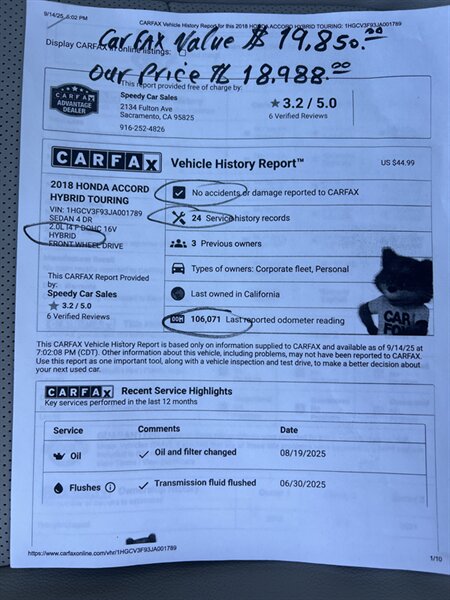 9/14/25, 5:02 PM CARFAX Vehicle History Report for this 2018 HONDA ACCORD HYBRID TOURING: 1HGCV3F93JA001789
CarFax Value $ 19,850.00
Display CARFAX in online listings:
Our Price $ 18,988.00
This report provided free of charge by:
CARFAX
ADVANTAGE
DEALER
Speedy Car Sales
2134 Fulton Ave
Sacramento, CA 95825
916-252-4826
★ 3.2 / 5.0
6 Verified Reviews
CARFAX Vehicle History Report™
US $44.99
2018 HONDA ACCORD
HYBRID TOURING
VIN: 1HGCV3F93JA001789
SEDAN 4 DR
2.0L I4 F DOHC 16V
HYBRID
FRONT WHEEL DRIVE
This CARFAX Report Provided
by:
Speedy Car Sales
★ 3.2 / 5.0
6 Verified Reviews
No accidents or damage reported to CARFAX
24 Service history records
3 Previous owners
Types of owners: Corporate fleet, Personal
Last owned in California
106,071 Last reported odometer reading
CAR
FOX
This CARFAX Vehicle History Report is based only on information supplied to CARFAX and available as of 9/14/25 at
7:02:08 PM (CDT). Other information about this vehicle, including problems, may not have been reported to CARFAX.
Use this report as one important tool, along with a vehicle inspection and test drive, to make a better decision about
your next used car.
CARFAX Recent Service Highlights
Key services performed in the last 12 months
Service Comments Date
Oil ✓ Oil and filter changed 08/19/2025
Flushes ✓ Transmission fluid flushed 06/30/2025
https://www.carfaxonline.com/vhr/1HGCV3F93JA001789 1/10